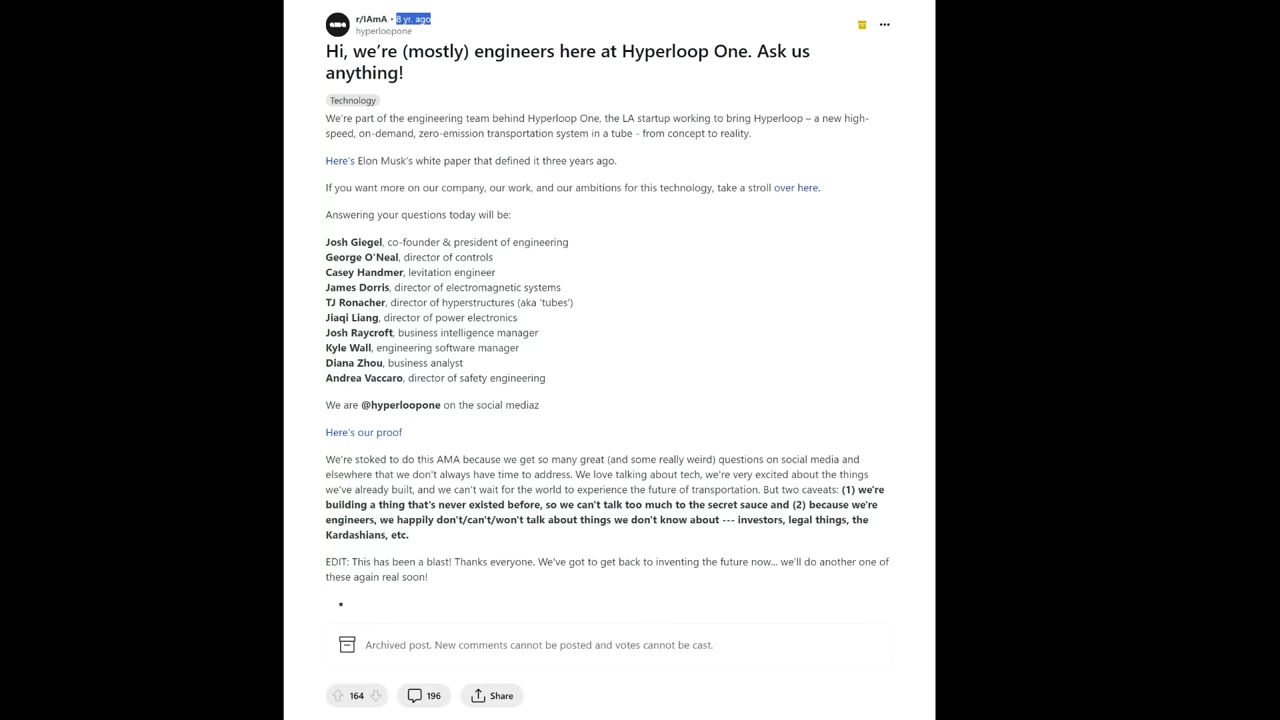 ama
r/IAmA • 8 yr. ago
hyperloopone
Hi, we're (mostly) engineers here at Hyperloop One. Ask us
anything!
Technology
We're part of the engineering team behind Hyperloop One, the LA startup working to bring Hyperloop – a new high-
speed, on-demand, zero-emission transportation system in a tube - from concept to reality.
Here's Elon Musk's white paper that defined it three years ago.
If you want more on our company, our work, and our ambitions for this technology, take a stroll over here.
Answering your questions today will be:
Josh Giegel, co-founder & president of engineering
George O'Neal, director of controls
Casey Handmer, levitation engineer
James Dorris, director of electromagnetic systems
TJ Ronacher, director of hyperstructures (aka 'tubes')
Jiaqi Liang, director of power electronics
Josh Raycroft, business intelligence manager
Kyle Wall, engineering software manager
Diana Zhou, business analyst
Andrea Vaccaro, director of safety engineering
We are @hyperloopone on the social mediaz
Here's our proof
We're stoked to do this AMA because we get so many great (and some really weird) questions on social media and
elsewhere that we don't always have time to address. We love talking about tech, we're very excited about the things
we've already built, and we can't wait for the world to experience the future of transportation. But two caveats: (1) we're
building a thing that's never existed before, so we can't talk too much to the secret sauce and (2) because we're
engineers, we happily don't/can't/won't talk about things we don't know about --- investors, legal things, the
Kardashians, etc.
EDIT: This has been a blast! Thanks everyone. We've got to get back to inventing the future now... we'll do another one of
these again real soon!
•
Archived post. New comments cannot be posted and votes cannot be cast.
164 196 Share